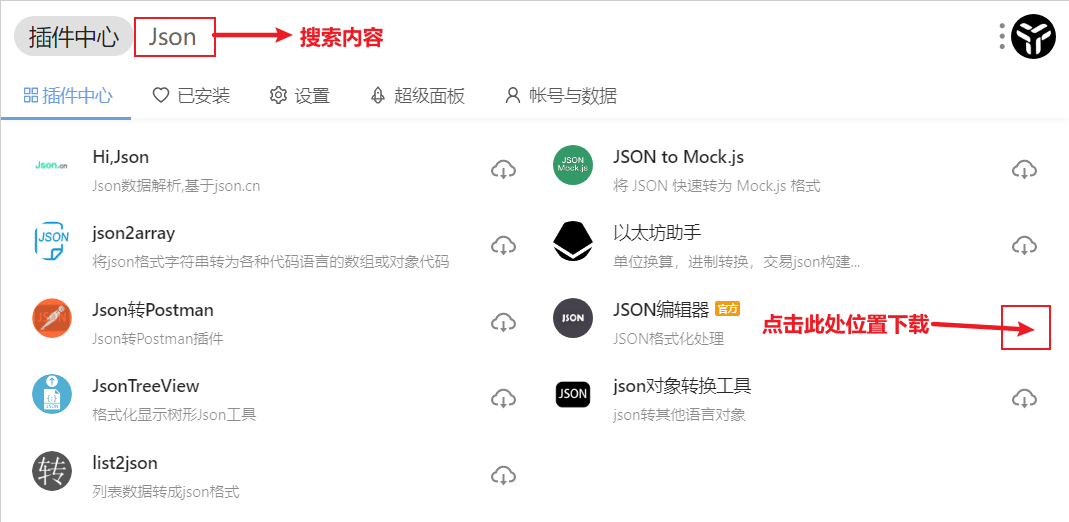 插件中心 Json 搜索内容
插件中心 已安装 设置 超级面板 帐号与数据
Json.cn
Hi,Json
Json数据解析,基于json.cn
JSON
Mock.js
JSON to Mock.js
将 JSON 快速转为 Mock.js 格式
JSON
json2array
将json格式字符串转为各种代码语言的数组或对象代码
以太坊助手
单位换算，进制转换，交易json构建...
Json转Postman
Json转Postman插件
JSON
JSON编辑器 官方
JSON格式化处理
点击此处位置下载
JSON
JsonTreeView
格式化显示树形Json工具
JSON
json对象转换工具
json转其他语言对象
转
list2json
列表数据转成json格式